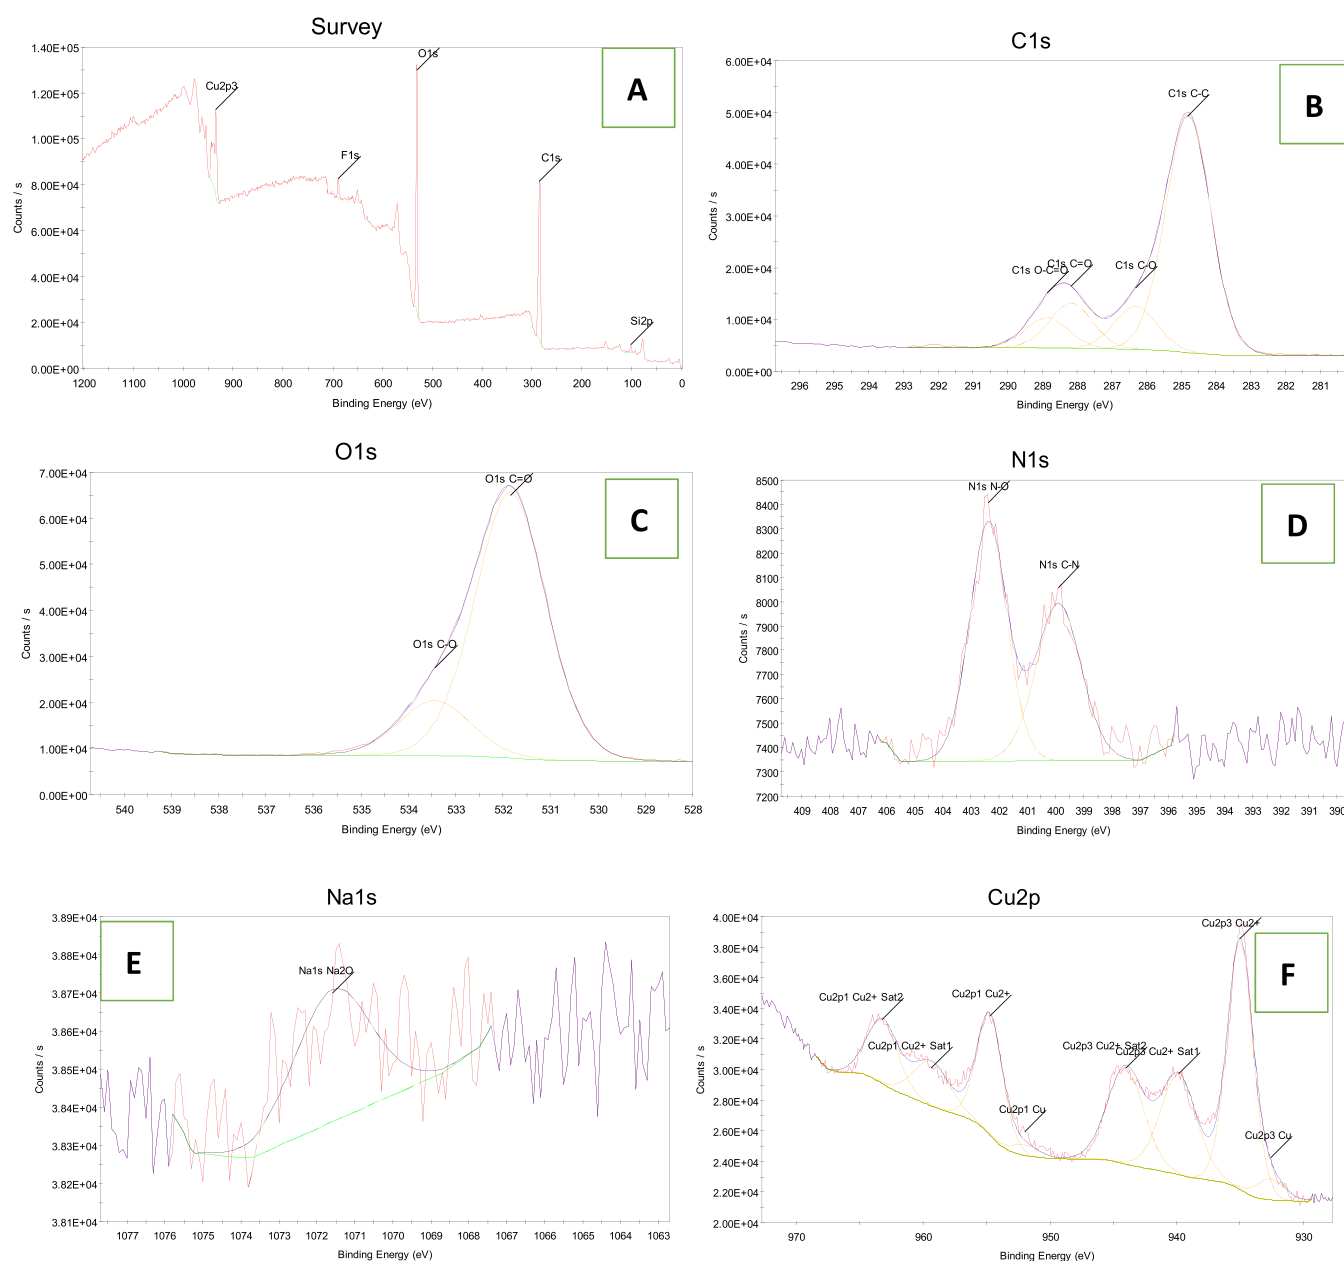 Survey
1.40E+05
1.20E+05
1.00E+05
8.00E+04
6.00E+04
4.00E+04
2.00E+04
0.00E+00
Counts / s
Cu2p3
F1s
O1s
C1s
Si2p
A
1200 1100 1000 900 800 700 600 500 400 300 200 100 0
Binding Energy (eV)
C1s
6.00E+04
5.00E+04
4.00E+04
3.00E+04
2.00E+04
1.00E+04
0.00E+00
Counts / s
C1s C-C
C1s O-C=O
C1s C=O
C1s C-O
B
296 295 294 293 292 291 290 289 288 287 286 285 284 283 282 281
Binding Energy (eV)
O1s
7.00E+04
6.00E+04
5.00E+04
4.00E+04
3.00E+04
2.00E+04
1.00E+04
0.00E+00
Counts / s
O1s C=O
O1s C-O
C
540 539 538 537 536 535 534 533 532 531 530 529 528
Binding Energy (eV)
N1s
8500
8400
8300
8200
8100
8000
7900
7800
7700
7600
7500
7400
7300
7200
Counts / s
N1s N-O
N1s C-N
D
409 408 407 406 405 404 403 402 401 400 399 398 397 396 395 394 393 392 391 390
Binding Energy (eV)
Na1s
3.89E+04
3.88E+04
3.87E+04
3.86E+04
3.85E+04
3.84E+04
3.83E+04
3.82E+04
3.81E+04
Counts / s
E
Na1s Na2O
1077 1076 1075 1074 1073 1072 1071 1070 1069 1068 1067 1066 1065 1064 1063
Binding Energy (eV)
Cu2p
4.00E+04
3.80E+04
3.60E+04
3.40E+04
3.20E+04
3.00E+04
2.80E+04
2.60E+04
2.40E+04
2.20E+04
2.00E+04
Counts / s
Cu2p3 Cu2+
Cu2p1 Cu2+ Sat2
Cu2p1 Cu2+
Cu2p1 Cu2+ Sat1
Cu2p3 Cu2+ Sat2
Cu2p3 Cu2+ Sat1
Cu2p1 Cu
Cu2p3 Cu
F
970 960 950 940 930
Binding Energy (eV)